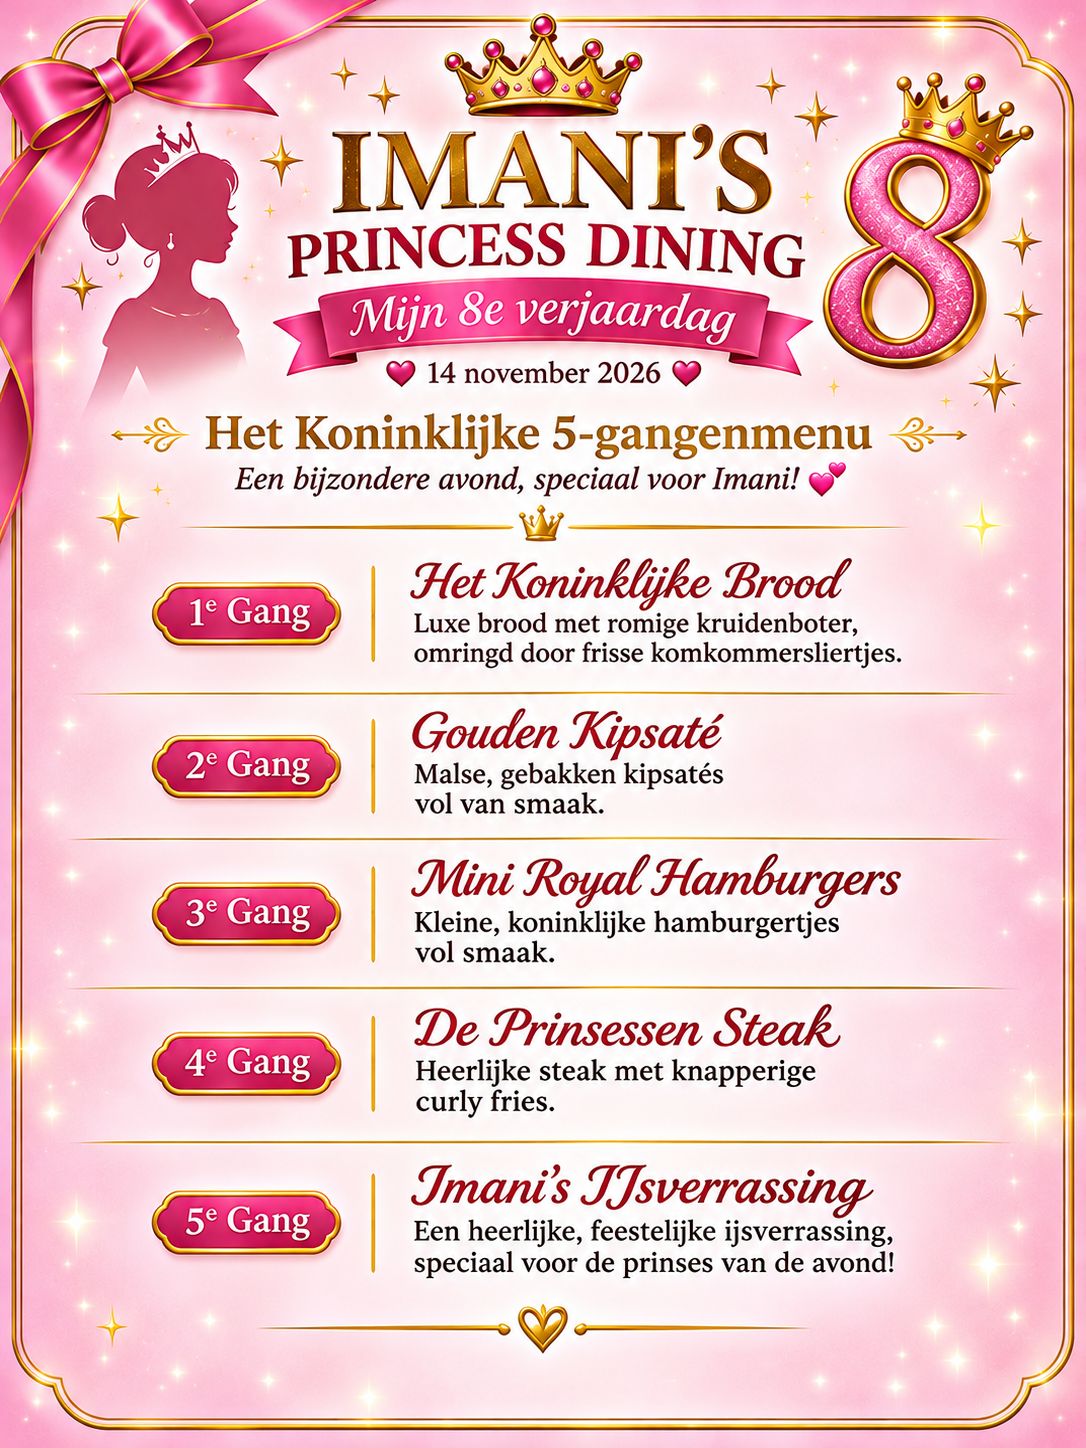 IMANI'S
PRINCESS DINING
8
Mijn 8e verjaardag
14 november 2026
Het Koninklijke 5-gangenmenu
Een bijzondere avond, speciaal voor Imani! 💕
1e Gang
Het Koninklijke Brood
Luxe brood met romige kruidenboter,
omringd door frisse komkommersliertjes.
2e Gang
Gouden Kipsaté
Malse, gebakken kipsatés
vol van smaak.
3e Gang
Mini Royal Hamburgers
Kleine, koninklijke hamburgertjes
vol smaak.
4e Gang
De Prinsessen Steak
Heerlijke steak met knapperige
curly fries.
5e Gang
Imani's IJsverrassing
Een heerlijke, feestelijke ijsverrassing,
speciaal voor de prinses van de avond!